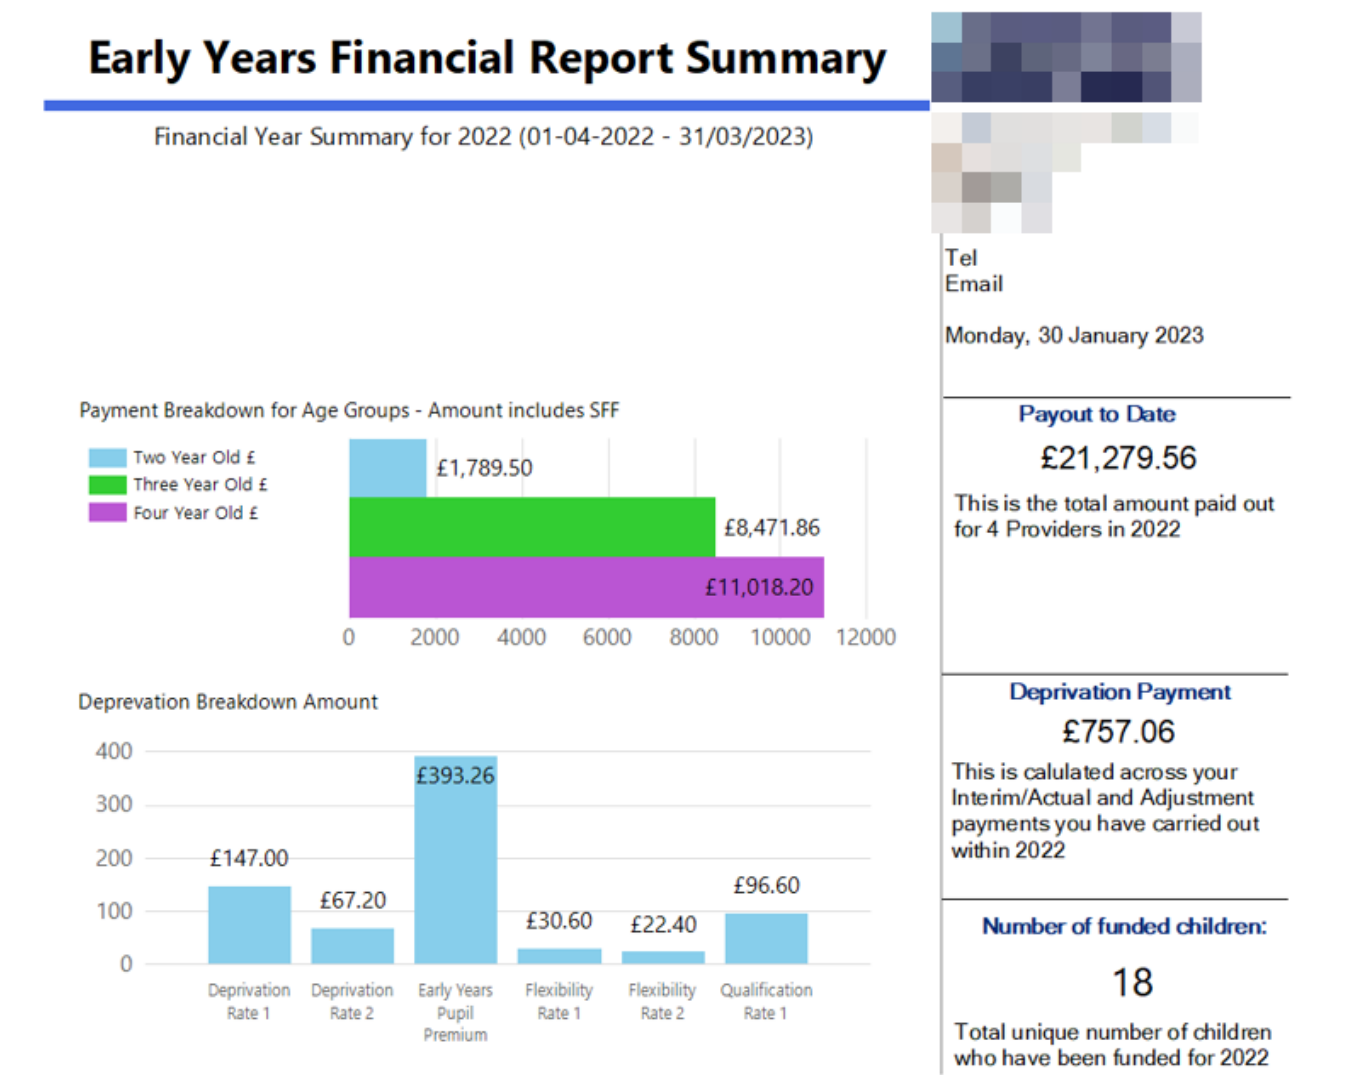 Early Years Financial Report Summary
Financial Year Summary for 2022 (01-04-2022 - 31/03/2023)
Tel
Email
Monday, 30 January 2023
Payment Breakdown for Age Groups - Amount includes SFF
Two Year Old £
Three Year Old £
Four Year Old £
£1,789.50
£8,471.86
£11,018.20
0 2000 4000 6000 8000 10000 12000
Payout to Date
£21,279.56
This is the total amount paid out
for 4 Providers in 2022
Deprevation Breakdown Amount
400
300
200
100
0
£147.00
£67.20
£393.26
£30.60
£22.40
£96.60
Deprivation
Rate 1
Deprivation
Rate 2
Early Years
Pupil
Premium
Flexibility
Rate 1
Flexibility
Rate 2
Qualification
Rate 1
Deprivation Payment
£757.06
This is calulated across your
Interim/Actual and Adjustment
payments you have carried out
within 2022
Number of funded children:
18
Total unique number of children
who have been funded for 2022